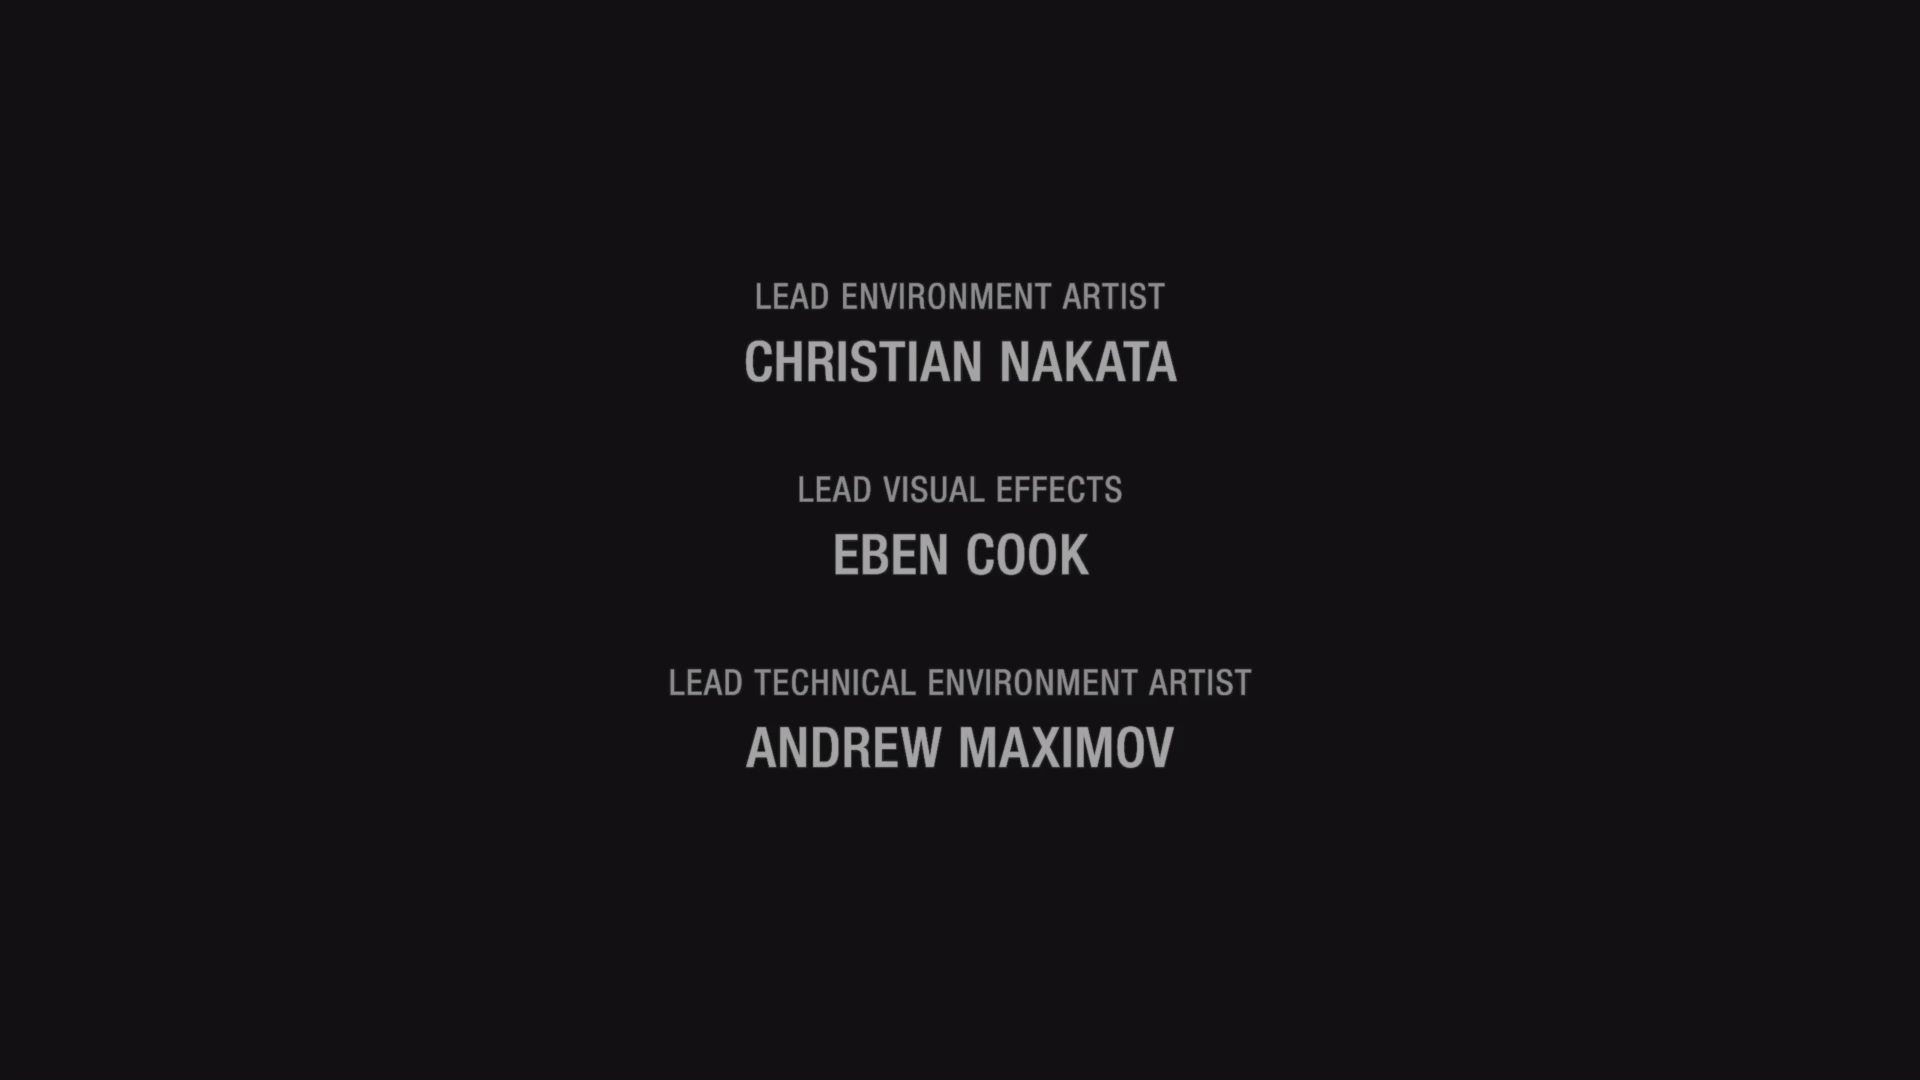 LEAD ENVIRONMENT ARTIST
CHRISTIAN NAKATA
LEAD VISUAL EFFECTS
EBEN COOK
LEAD TECHNICAL ENVIRONMENT ARTIST
ANDREW MAXIMOV